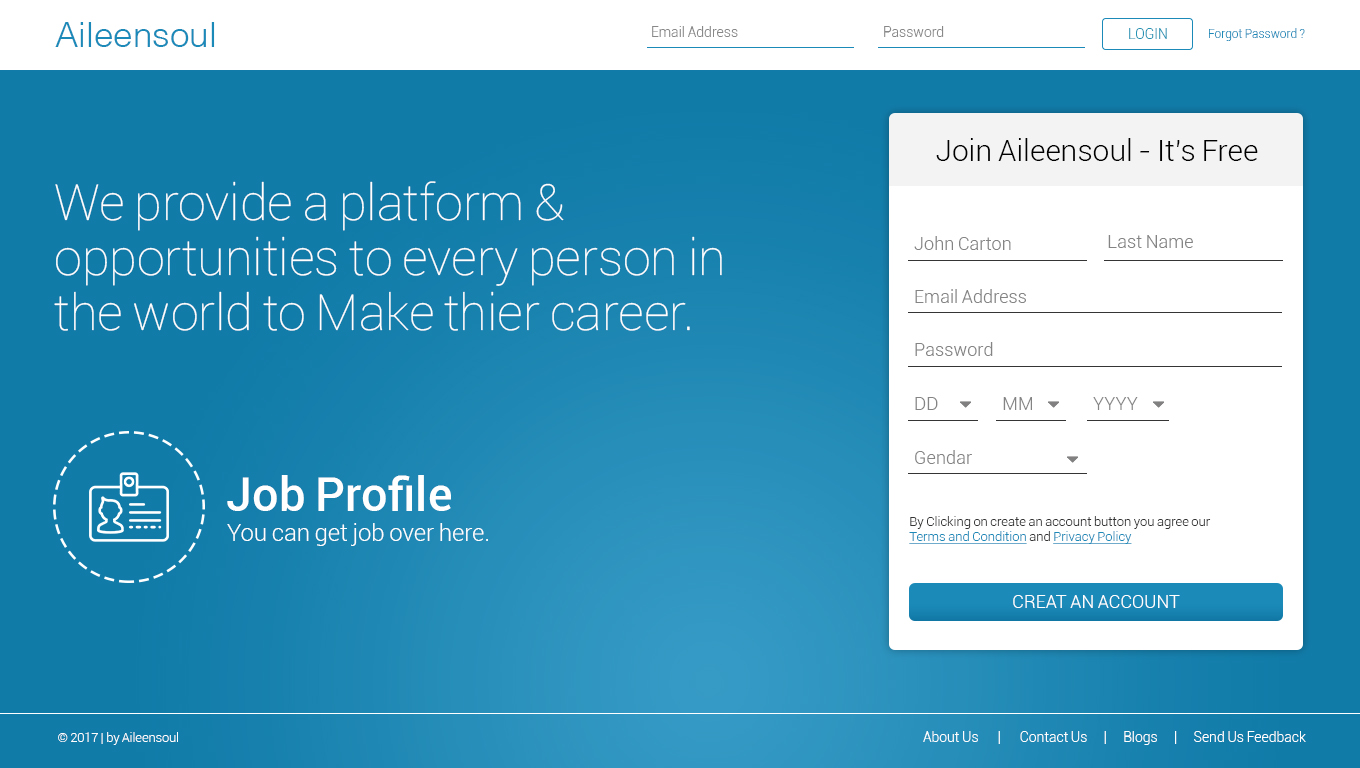 Aileensoul
Email Address
Password
LOGIN
Forgot Password ?
We provide a platform &
opportunities to every person in
the world to Make thier career.
Job Profile
You can get job over here.
Join Aileensoul - It's Free
John Carton
Last Name
Email Address
Password
DD
MM
YYYY
Gendar
By Clicking on create an account button you agree our
Terms and Condition and Privacy Policy
CREAT AN ACCOUNT
© 2017 | by Aileensoul
About Us | Contact Us | Blogs | Send Us Feedback